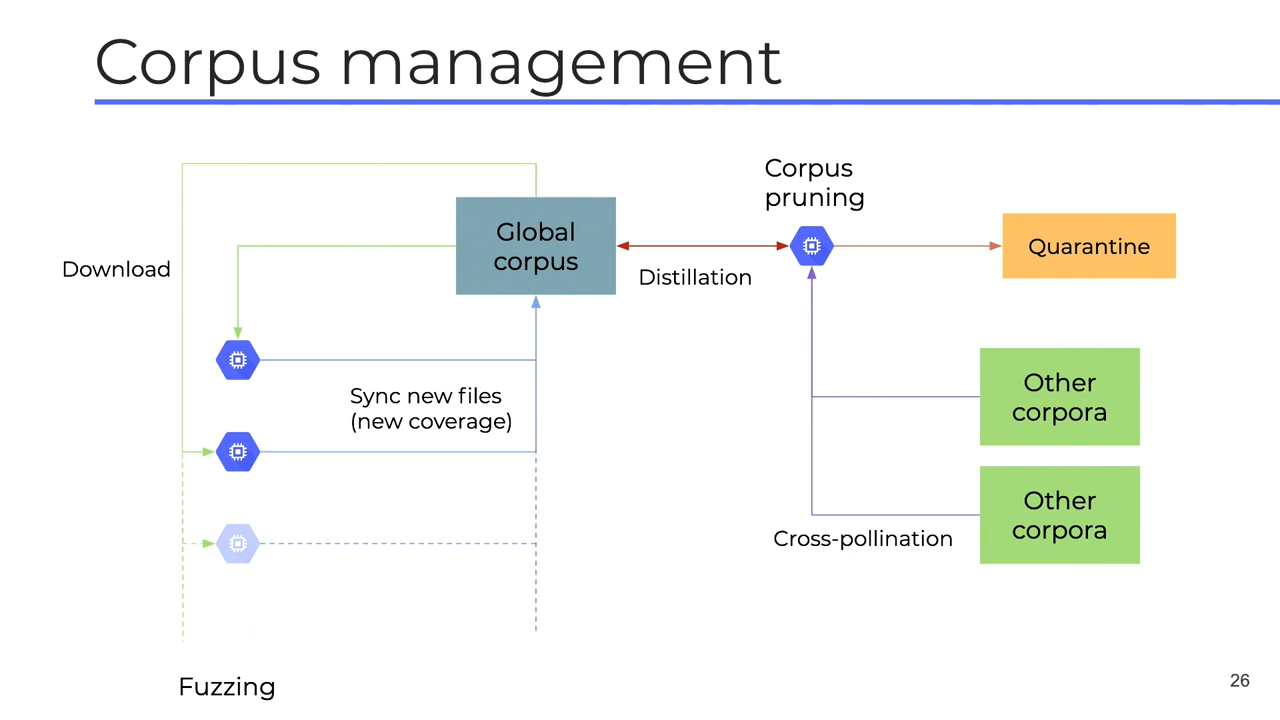 Corpus management
Corpus
pruning
Global
corpus
Quarantine
Download
Distillation
Sync new files
(new coverage)
Other
corpora
Other
corpora
Cross-pollination
Fuzzing
26